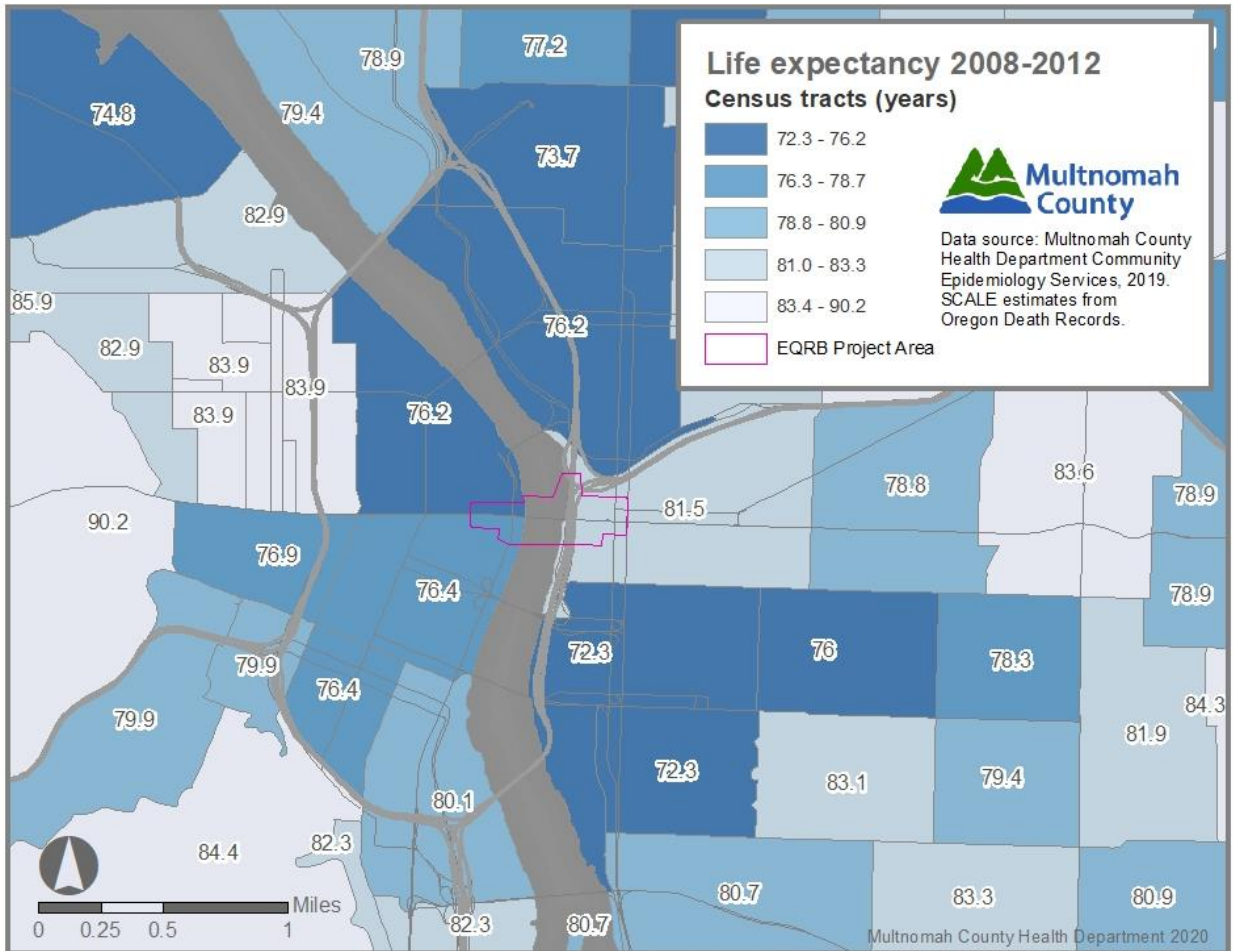 Life expectancy 2008-2012
Census tracts (years)
72.3 - 76.2
76.3 - 78.7
78.8 - 80.9
81.0 - 83.3
83.4 - 90.2
EQRB Project Area
Multnomah
County
Data source: Multnomah County
Health Department Community
Epidemiology Services, 2019.
SCALE estimates from
Oregon Death Records.
78.9
77.2
74.8
79.4
73.7
82.9
85.9
76.2
82.9
83.9
83.9
83.9
76.2
78.8
83.6
78.9
90.2
81.5
76.9
76.4
78.9
72.3
76
78.3
79.9
76.4
84.3
79.9
81.9
72.3
83.1
79.4
80.1
82.3
84.4
80.7
83.3
80.9
82.3
80.7
Miles
0 0.25 0.5 1
Multnomah County Health Department 2020